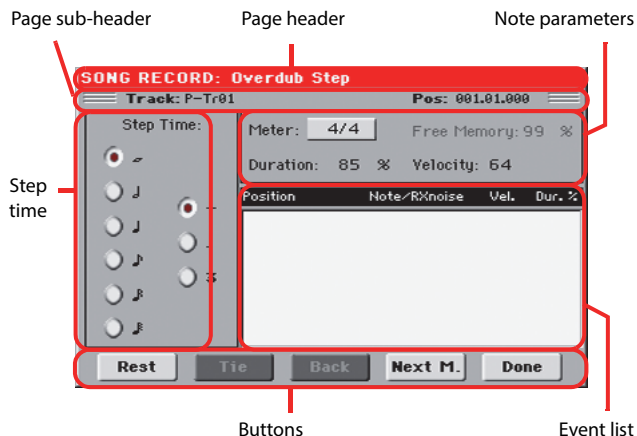 Page sub-header Page header Note parameters
SONG RECORD: Overdub Step
Track: P-Tr01 Pos: 001.01.000
Step Time: Meter: 4/4 Free Memory: 99 %
Duration: 85 % Velocity: 64
Step
time
Position Note/RXnoise Vel. Dur.%
3
Rest Tie Back Next M. Done
Buttons Event list